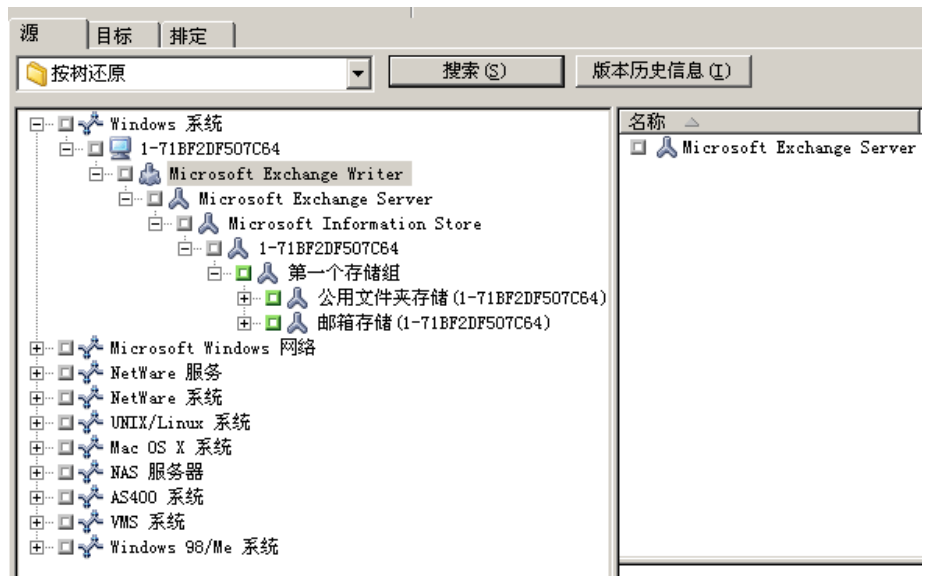 源 目标 排定
按树还原 搜索(S) 版本历史信息(I)
Windows 系统
1-71BF2DF507C64
Microsoft Exchange Writer
Microsoft Exchange Server
Microsoft Information Store
1-71BF2DF507C64
第一个存储组
公用文件夹存储(1-71BF2DF507C64)
邮箱存储(1-71BF2DF507C64)
Microsoft Windows 网络
NetWare 服务
NetWare 系统
UNIX/Linux 系统
Mac OS X 系统
NAS 服务器
AS400 系统
VMS 系统
Windows 98/Me 系统
名称
Microsoft Exchange Server